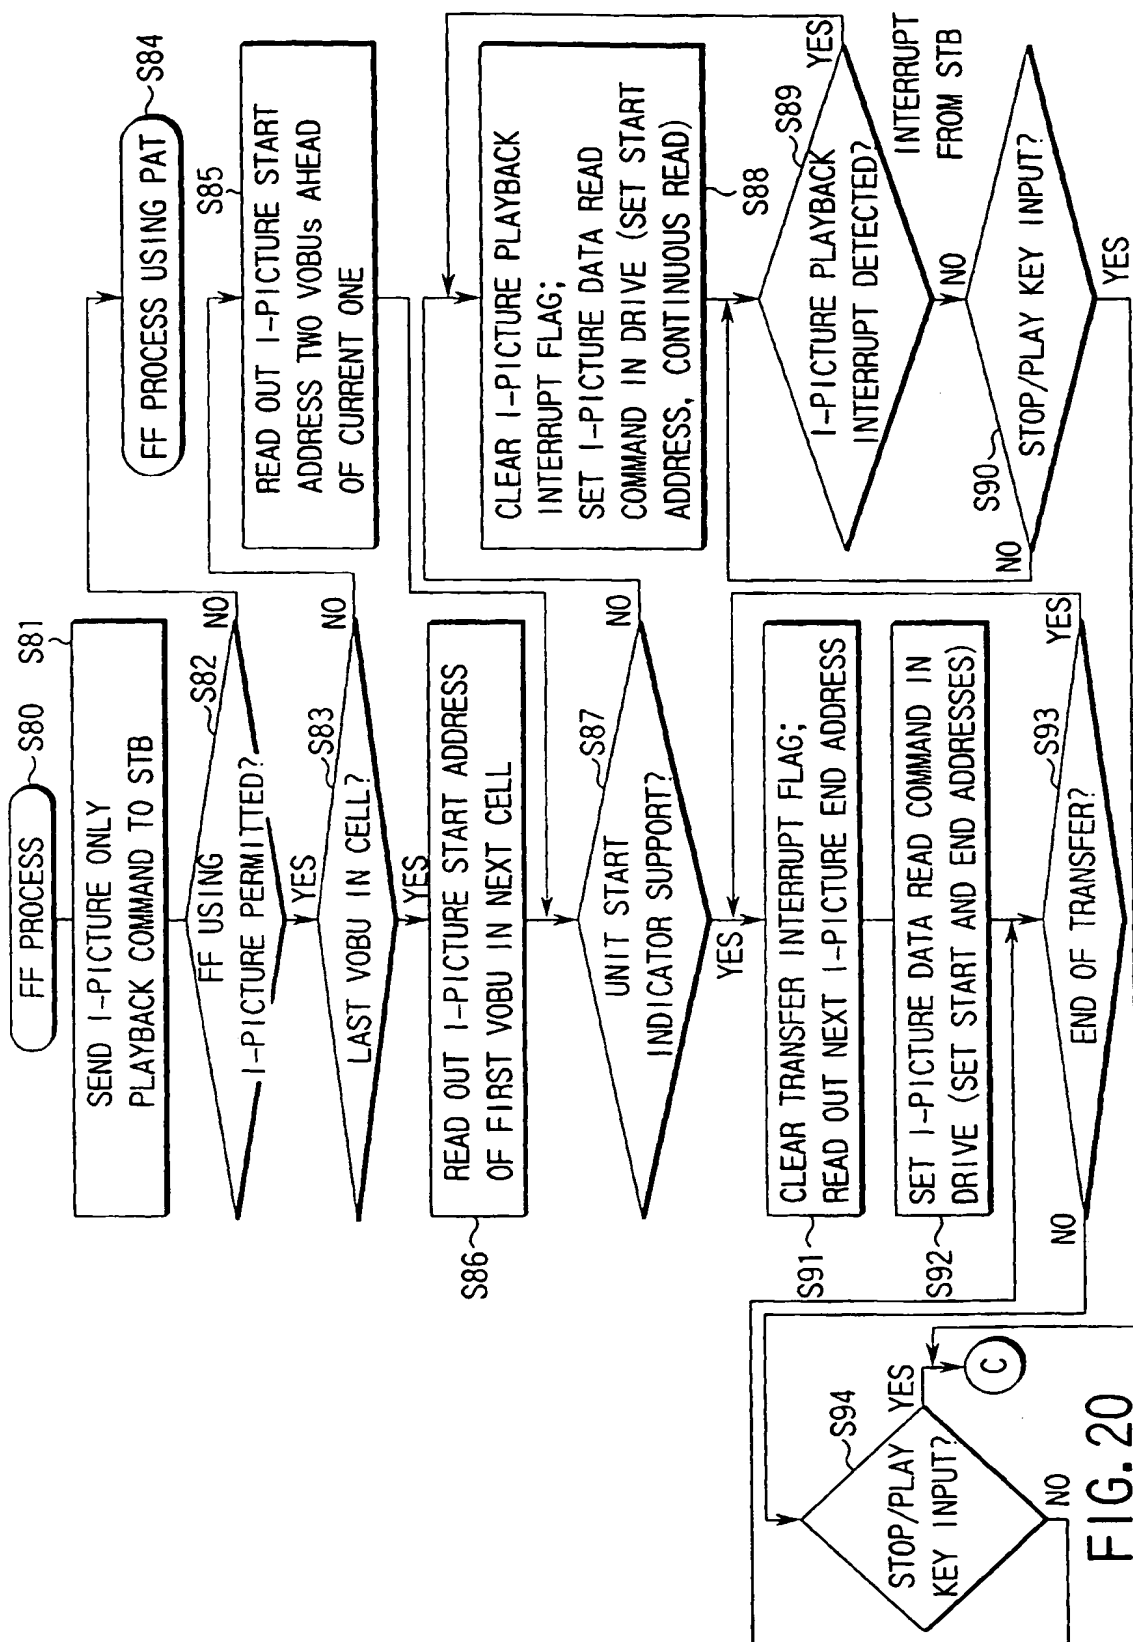 FF PROCESS
S80
SEND I-PICTURE ONLY
PLAYBACK COMMAND TO STB
S81
FF USING
I-PICTURE PERMITTED?
S82
NO
YES
FF PROCESS USING PAT
S84
LAST VOBU IN CELL?
S83
NO
YES
READ OUT I-PICTURE START
ADDRESS TWO VOBUs AHEAD
OF CURRENT ONE
S85
READ OUT I-PICTURE START ADDRESS
OF FIRST VOBU IN NEXT CELL
S86
UNIT START
INDICATOR SUPPORT?
S87
NO
YES
CLEAR I-PICTURE PLAYBACK
INTERRUPT FLAG;
SET I-PICTURE DATA READ
COMMAND IN DRIVE (SET START
ADDRESS, CONTINUOUS READ)
S88
I-PICTURE PLAYBACK
INTERRUPT DETECTED?
S89
YES
NO
INTERRUPT
FROM STB
STOP/PLAY KEY INPUT?
S90
NO
YES
CLEAR TRANSFER INTERRUPT FLAG;
READ OUT NEXT I-PICTURE END ADDRESS
S91
SET I-PICTURE DATA READ COMMAND IN
DRIVE (SET START AND END ADDRESSES)
S92
END OF TRANSFER?
S93
YES
NO
STOP/PLAY
KEY INPUT?
S94
YES
NO
C
FIG. 20